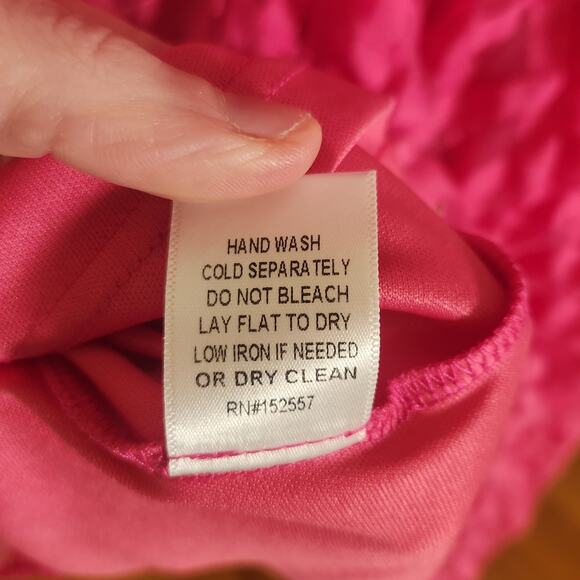 HAND WASH
COLD SEPARATELY
DO NOT BLEACH
LAY FLAT TO DRY
LOW IRON IF NEEDED
OR DRY CLEAN
RN#152557